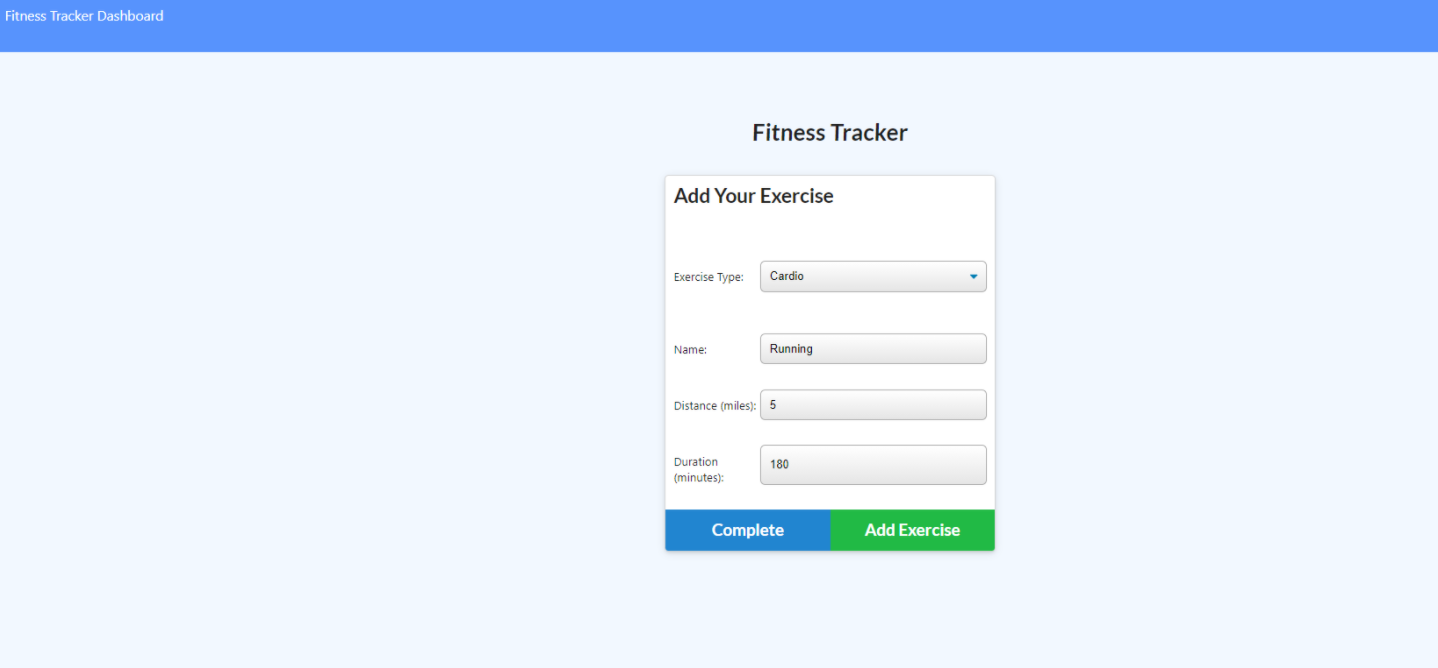 Fitness Tracker Dashboard
Fitness Tracker
Add Your Exercise
Exercise Type: Cardio
Name: Running
Distance (miles): 5
Duration
(minutes): 180
Complete Add Exercise